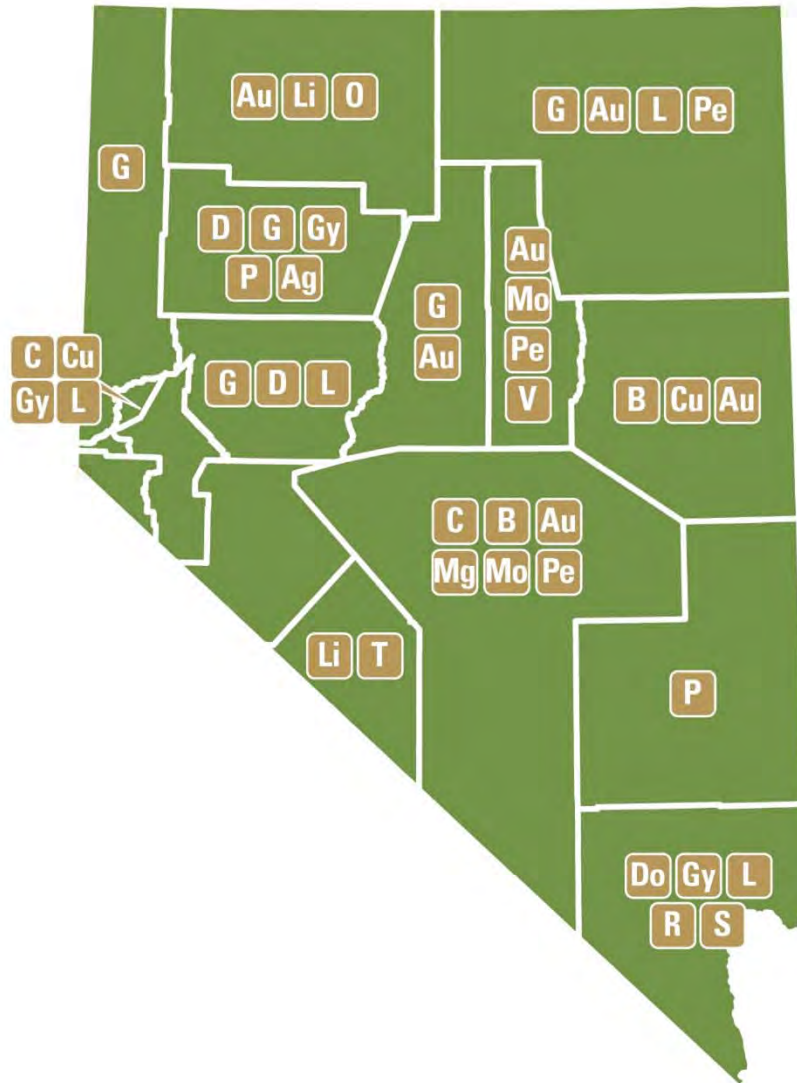 Au Li O
G Au L Pe
G
D G Gy
P Ag
Au
Mo
Pe
V
G
Au
C Cu
Gy L
G D L
B Cu Au
C B Au
Mg Mo Pe
Li T
P
Do Gy L
R S